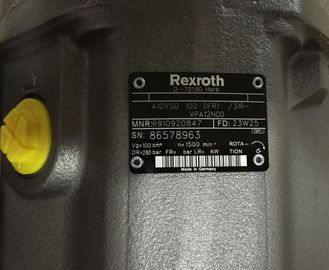 Rexroth
D -72160 Horb
A10VSO 100 DFR1 /31R-
VPA12N00
MNR: R910920847 FD: 23W25
SN: 86578963
Vg= 100 cm³ n= 1500 min⁻¹ ROTA-
DR= 280 bar FR= bar LR= KW TION
Made in Germany